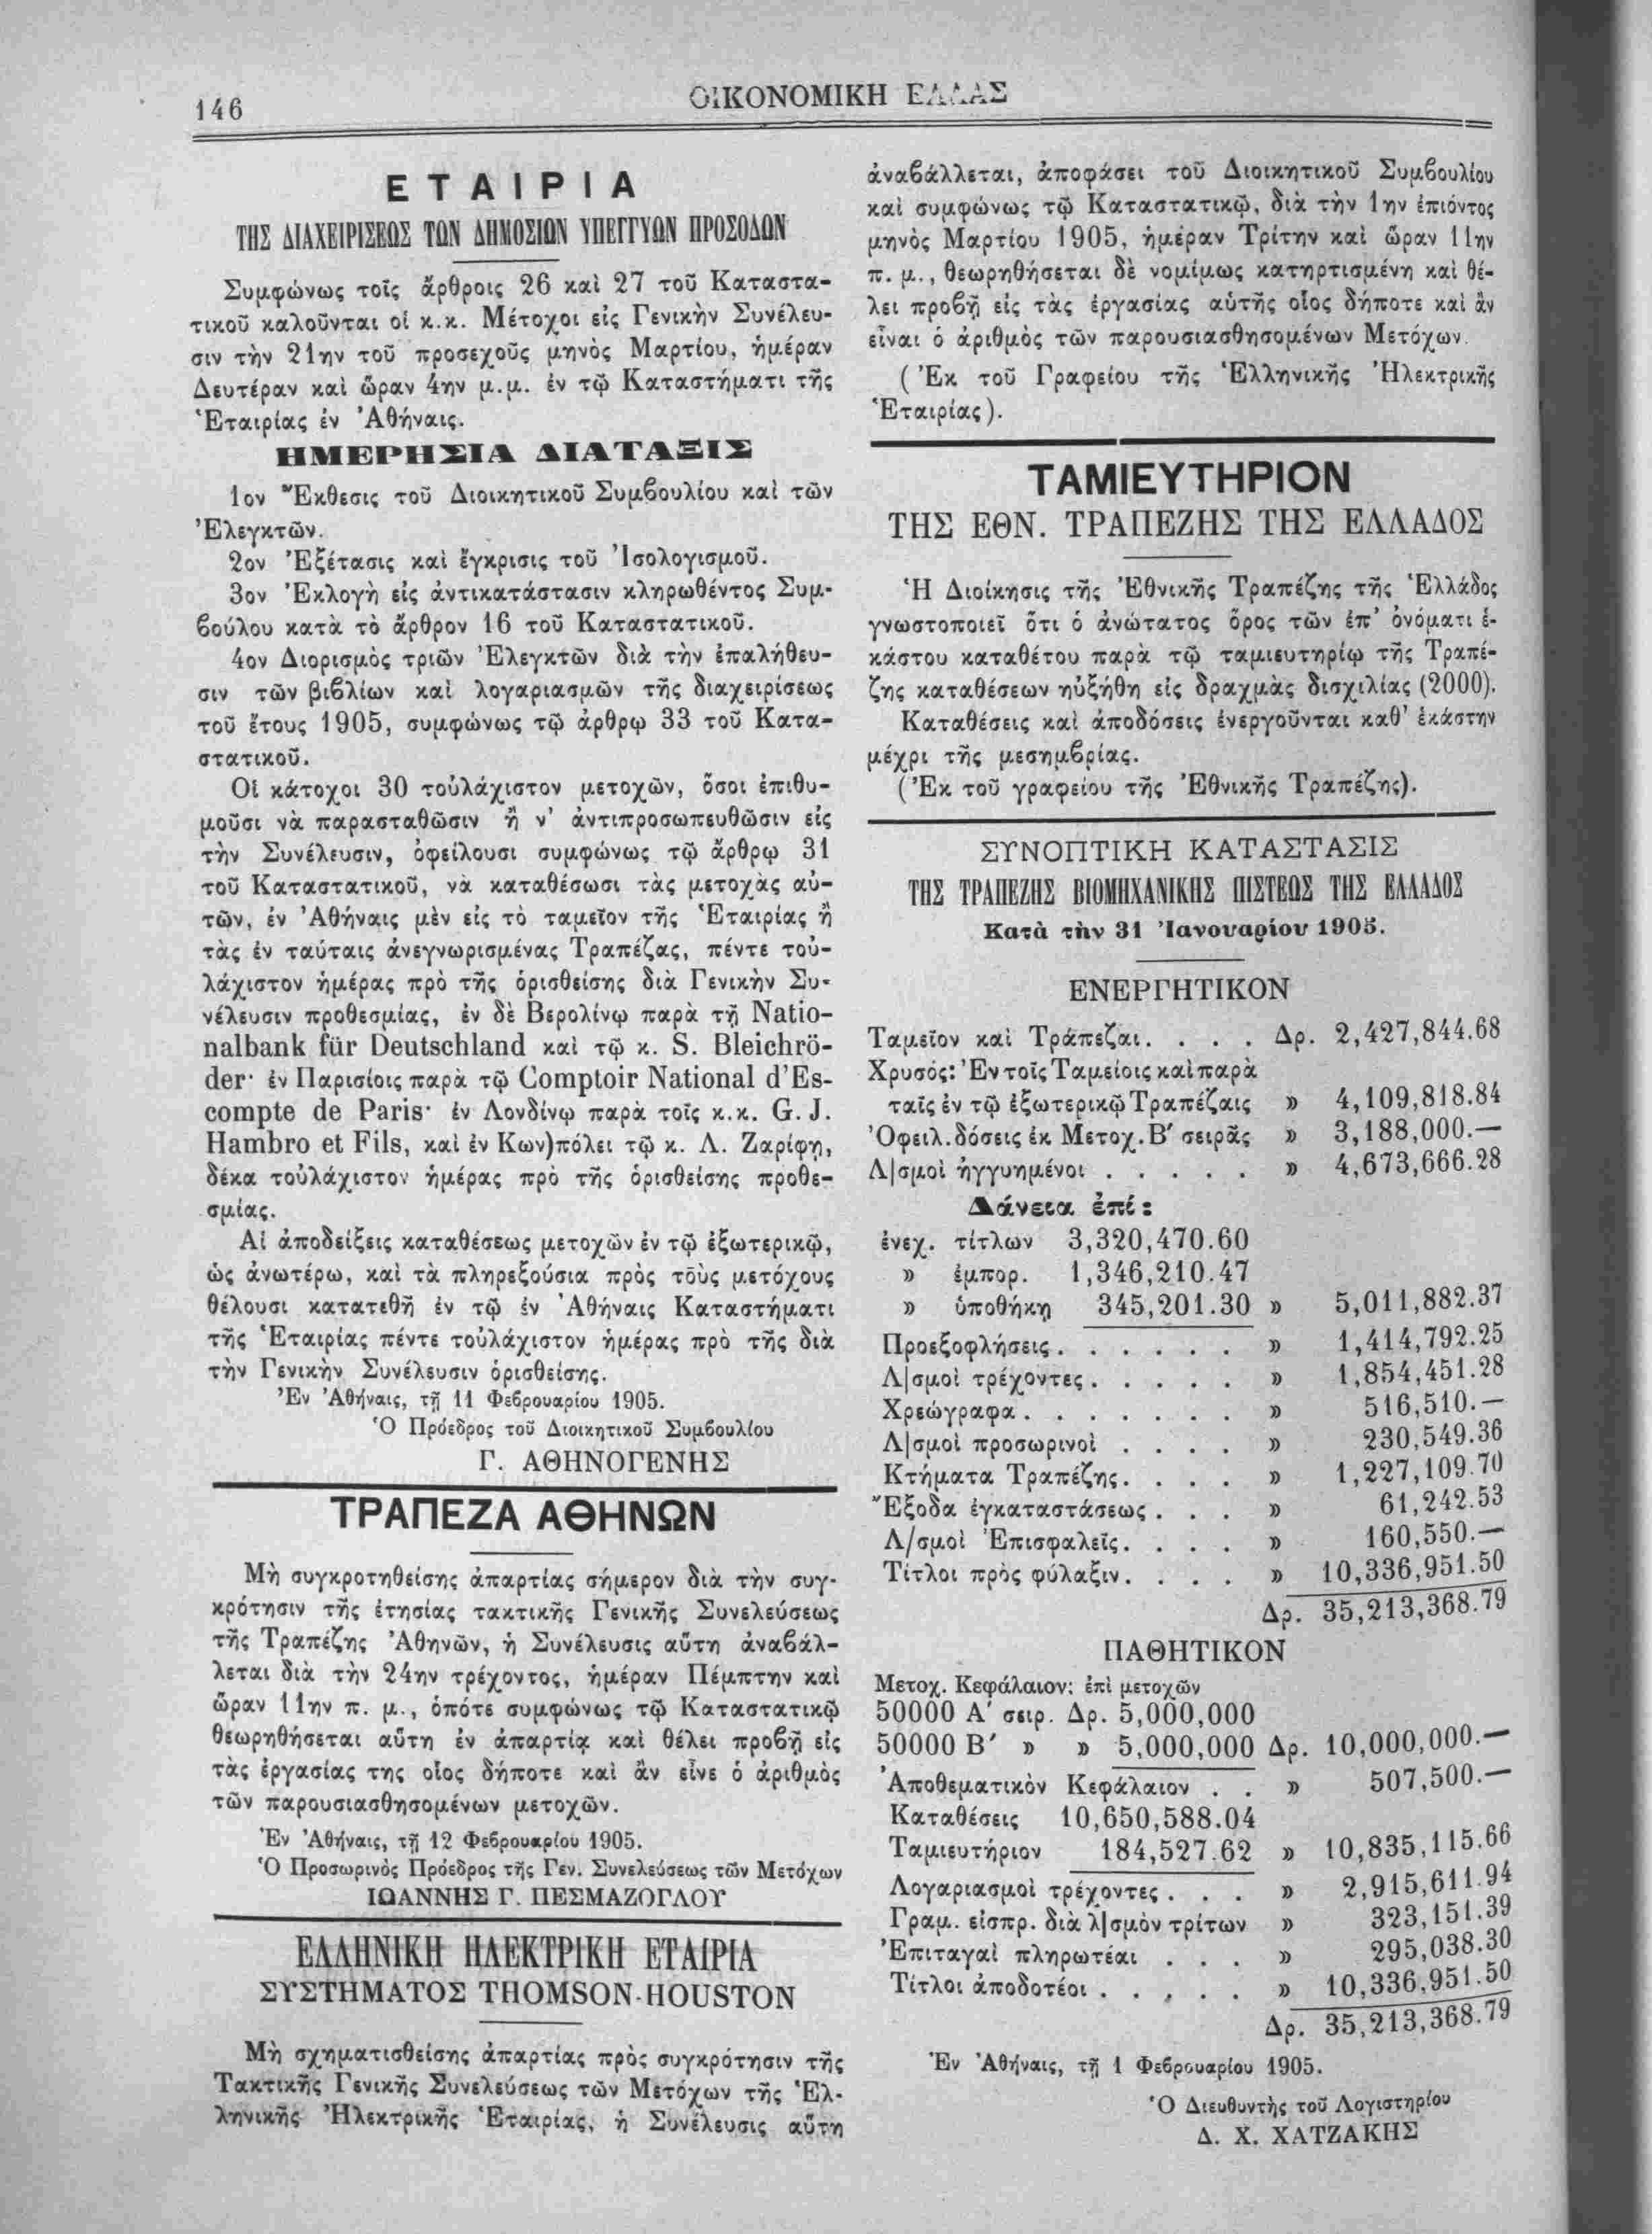 146
ΟΙΚΟΝΟΜΙΚΗ ΕΛΛΑΣ
ΕΤΑΙΡΙΑ
ΤΗΣ ΔΙΑΧΕΙΡΙΣΕΩΣ ΤΩΝ ΔΗΜΟΣΙΩΝ ΥΠΕΓΓΥΩΝ ΠΡΟΣΟΔΩΝ
Συμφώνως τοῖς ἄρθροις 26 καὶ 27 τοῦ Καταστα-
τικοῦ καλοῦνται οἱ κ.κ. Μέτοχοι εἰς Γενικὴν Συνέλευ-
σιν τὴν 21ην τοῦ προσεχοῦς μηνὸς Μαρτίου, ἡμέραν
Δευτέραν καὶ ὥραν 4ην μ.μ. ἐν τῷ Καταστήματι τῆς
Ἑταιρίας ἐν Ἀθήναις.
ΗΜΕΡΗΣΙΑ ΔΙΑΤΑΞΙΣ
1ον Ἔκθεσις τοῦ Διοικητικοῦ Συμβουλίου καὶ τῶν
Ἐλεγκτῶν.
2ον Ἐξέτασις καὶ ἔγκρισις τοῦ Ἰσολογισμοῦ.
3ον Ἐκλογὴ εἰς ἀντικατάστασιν κληρωθέντος Συμ-
βούλου κατὰ τὸ ἄρθρον 16 τοῦ Καταστατικοῦ.
4ον Διορισμὸς τριῶν Ἐλεγκτῶν διὰ τὴν ἐπαλήθευ-
σιν τῶν βιβλίων καὶ λογαριασμῶν τῆς διαχειρίσεως
τοῦ ἔτους 1905, συμφώνως τῷ ἀρθρῳ 33 τοῦ Κατα-
στατικοῦ.
Οἱ κάτοχοι 30 τοὐλάχιστον μετοχῶν, ὅσοι ἐπιθυ-
μοῦσι νὰ παρασταθῶσιν ἢ ν' ἀντιπροσωπευθῶσιν εἰς
τὴν Συνέλευσιν, ὀφείλουσι συμφώνως τῷ ἄρθρῳ 31
τοῦ Καταστατικοῦ, νὰ καταθέσωσι τὰς μετοχὰς αὐ-
τῶν, ἐν Ἀθήναις μὲν εἰς τὸ ταμεῖον τῆς Ἑταιρίας ἢ
τὰς ἐν ταύταις ἀνεγνωρισμένας Τραπέζας, πέντε τοὐ-
λάχιστον ἡμέρας πρὸ τῆς ὁρισθείσης διὰ Γενικὴν Συ-
νέλευσιν προθεσμίας, ἐν δὲ Βερολίνῳ παρὰ τῇ Natio-
nalbank für Deutschland καὶ τῷ κ. S. Bleichrö-
der· ἐν Παρισίοις παρὰ τῷ Comptoir National d'Es-
compte de Paris· ἐν Λονδίνῳ παρὰ τοῖς κ.κ. G. J.
Hambro et Fils, καὶ ἐν Κων)πόλει τῷ κ. Λ. Ζαρίφῃ,
δέκα τοὐλάχιστον ἡμέρας πρὸ τῆς ὁρισθείσης προθε-
σμίας.
Αἱ ἀποδείξεις καταθέσεως μετοχῶν ἐν τῷ ἐξωτερικῷ,
ὡς ἀνωτέρω, καὶ τὰ πληρεξούσια πρὸς τοὺς μετόχους
θέλουσι κατατεθῆ ἐν τῷ ἐν Ἀθήναις Καταστήματι
τῆς Ἑταιρίας πέντε τοὐλάχιστον ἡμέρας πρὸ τῆς διὰ
τὴν Γενικὴν Συνέλευσιν ὁρισθείσης.
Ἐν Ἀθήναις, τῇ 11 Φεβρουαρίου 1905.
Ὁ Πρόεδρος τοῦ Διοικητικοῦ Συμβουλίου
Γ. ΑΘΗΝΟΓΕΝΗΣ
ΤΡΑΠΕΖΑ ΑΘΗΝΩΝ
Μὴ συγκροτηθείσης ἀπαρτίας σήμερον διὰ τὴν συγ-
κρότησιν τῆς ἐτησίας τακτικῆς Γενικῆς Συνελεύσεως
τῆς Τραπέζης Ἀθηνῶν, ἡ Συνέλευσις αὕτη ἀναβάλ-
λεται διὰ τὴν 24ην τρέχοντος, ἡμέραν Πέμπτην καὶ
ὥραν 11ην π. μ., ὁπότε συμφώνως τῷ Καταστατικῷ
θεωρηθήσεται αὕτη ἐν ἀπαρτίᾳ καὶ θέλει προβῇ εἰς
τὰς ἐργασίας της οἷος δήποτε καὶ ἂν εἶνε ὁ ἀριθμὸς
τῶν παρουσιασθησομένων μετοχῶν.
Ἐν Ἀθήναις, τῇ 12 Φεβρουαρίου 1905.
Ὁ Προσωρινὸς Πρόεδρος τῆς Γεν. Συνελεύσεως τῶν Μετόχων
ΙΩΑΝΝΗΣ Γ. ΠΕΣΜΑΖΟΓΛΟΥ
ΕΛΛΗΝΙΚΗ ΗΛΕΚΤΡΙΚΗ ΕΤΑΙΡΙΑ
ΣΥΣΤΗΜΑΤΟΣ THOMSON-HOUSTON
Μὴ σχηματισθείσης ἀπαρτίας πρὸς συγκρότησιν τῆς
Τακτικῆς Γενικῆς Συνελεύσεως τῶν Μετόχων τῆς Ἑλ-
ληνικῆς Ἠλεκτρικῆς Ἑταιρίας, ἡ Συνέλευσις αὕτη
ἀναβάλλεται, ἀποφάσει τοῦ Διοικητικοῦ Συμβουλίου
καὶ συμφώνως τῷ Καταστατικῷ, διὰ τὴν 1ην ἐπιόντος
μηνὸς Μαρτίου 1905, ἡμέραν Τρίτην καὶ ὥραν 11ην
π. μ., θεωρηθήσεται δὲ νομίμως κατηρτισμένη καὶ θέ-
λει προβῇ εἰς τὰς ἐργασίας αὑτῆς οἷος δήποτε καὶ ἂν
εἶναι ὁ ἀριθμὸς τῶν παρουσιασθησομένων Μετόχων.
(Ἐκ τοῦ Γραφείου τῆς Ἑλληνικῆς Ἠλεκτρικῆς
Ἑταιρίας).
ΤΑΜΙΕΥΤΗΡΙΟΝ
ΤΗΣ ΕΘΝ. ΤΡΑΠΕΖΗΣ ΤΗΣ ΕΛΛΑΔΟΣ
Ἡ Διοίκησις τῆς Ἐθνικῆς Τραπέζης τῆς Ἑλλάδος
γνωστοποιεῖ ὅτι ὁ ἀνώτατος ὅρος τῶν ἐπ' ὀνόματι ἑ-
κάστου καταθέτου παρὰ τῷ ταμιευτηρίῳ τῆς Τραπέ-
ζης καταθέσεων ηὐξήθη εἰς δραχμὰς δισχιλίας (2000).
Καταθέσεις καὶ ἀποδόσεις ἐνεργοῦνται καθ' ἑκάστην
μέχρι τῆς μεσημβρίας.
(Ἐκ τοῦ γραφείου τῆς Ἐθνικῆς Τραπέζης).
ΣΥΝΟΠΤΙΚΗ ΚΑΤΑΣΤΑΣΙΣ
ΤΗΣ ΤΡΑΠΕΖΗΣ ΒΙΟΜΗΧΑΝΙΚΗΣ ΠΙΣΤΕΩΣ ΤΗΣ ΕΛΛΑΔΟΣ
Κατὰ τὴν 31 Ἰανουαρίου 1905.
ΕΝΕΡΓΗΤΙΚΟΝ
Ταμεῖον καὶ Τράπεζαι. . . . Δρ. 2,427,844.68
Χρυσός: Ἐν τοῖς Ταμείοις καὶ παρὰ
ταῖς ἐν τῷ ἐξωτερικῷ Τραπέζαις » 4,109,818.84
Ὀφειλ. δόσεις ἐκ Μετοχ. Β' σειρᾶς » 3,188,000.—
Λ|σμοὶ ἠγγυημένοι . . . . . » 4,673,666.28
Δάνεια ἐπί:
ἐνεχ. τίτλων 3,320,470.60
» ἐμπορ. 1,346,210.47
» ὑποθήκῃ 345,201.30 » 5,011,882.37
Προεξοφλήσεις. . . . . . » 1,414,792.25
Λ|σμοὶ τρέχοντες. . . . . » 1,854,451.28
Χρεώγραφα. . . . . . . » 516,510.—
Λ|σμοὶ προσωρινοὶ . . . . » 230,549.36
Κτήματα Τραπέζης. . . . » 1,227,109.70
Ἔξοδα ἐγκαταστάσεως . . . » 61,242.53
Λ/σμοὶ Ἐπισφαλεῖς. . . . » 160,550.—
Τίτλοι πρὸς φύλαξιν. . . . » 10,336,951.50
Δρ. 35,213,368.79
ΠΑΘΗΤΙΚΟΝ
Μετοχ. Κεφάλαιον: ἐπὶ μετοχῶν
50000 Α' σειρ. Δρ. 5,000,000
50000 Β' » » 5,000,000 Δρ. 10,000,000.—
Ἀποθεματικὸν Κεφάλαιον . . » 507,500.—
Καταθέσεις 10,650,588.04
Ταμιευτήριον 184,527.62 » 10,835,115.66
Λογαριασμοὶ τρέχοντες . . . » 2,915,611.94
Γραμ. εἰσπρ. διὰ λ|σμὸν τρίτων » 323,151.39
Ἐπιταγαὶ πληρωτέαι . . . » 295,038.30
Τίτλοι ἀποδοτέοι . . . . . » 10,336,951.50
Δρ. 35,213,368.79
Ἐν Ἀθήναις, τῇ 1 Φεβρουαρίου 1905.
Ὁ Διευθυντὴς τοῦ Λογιστηρίου
Δ. Χ. ΧΑΤΖΑΚΗΣ